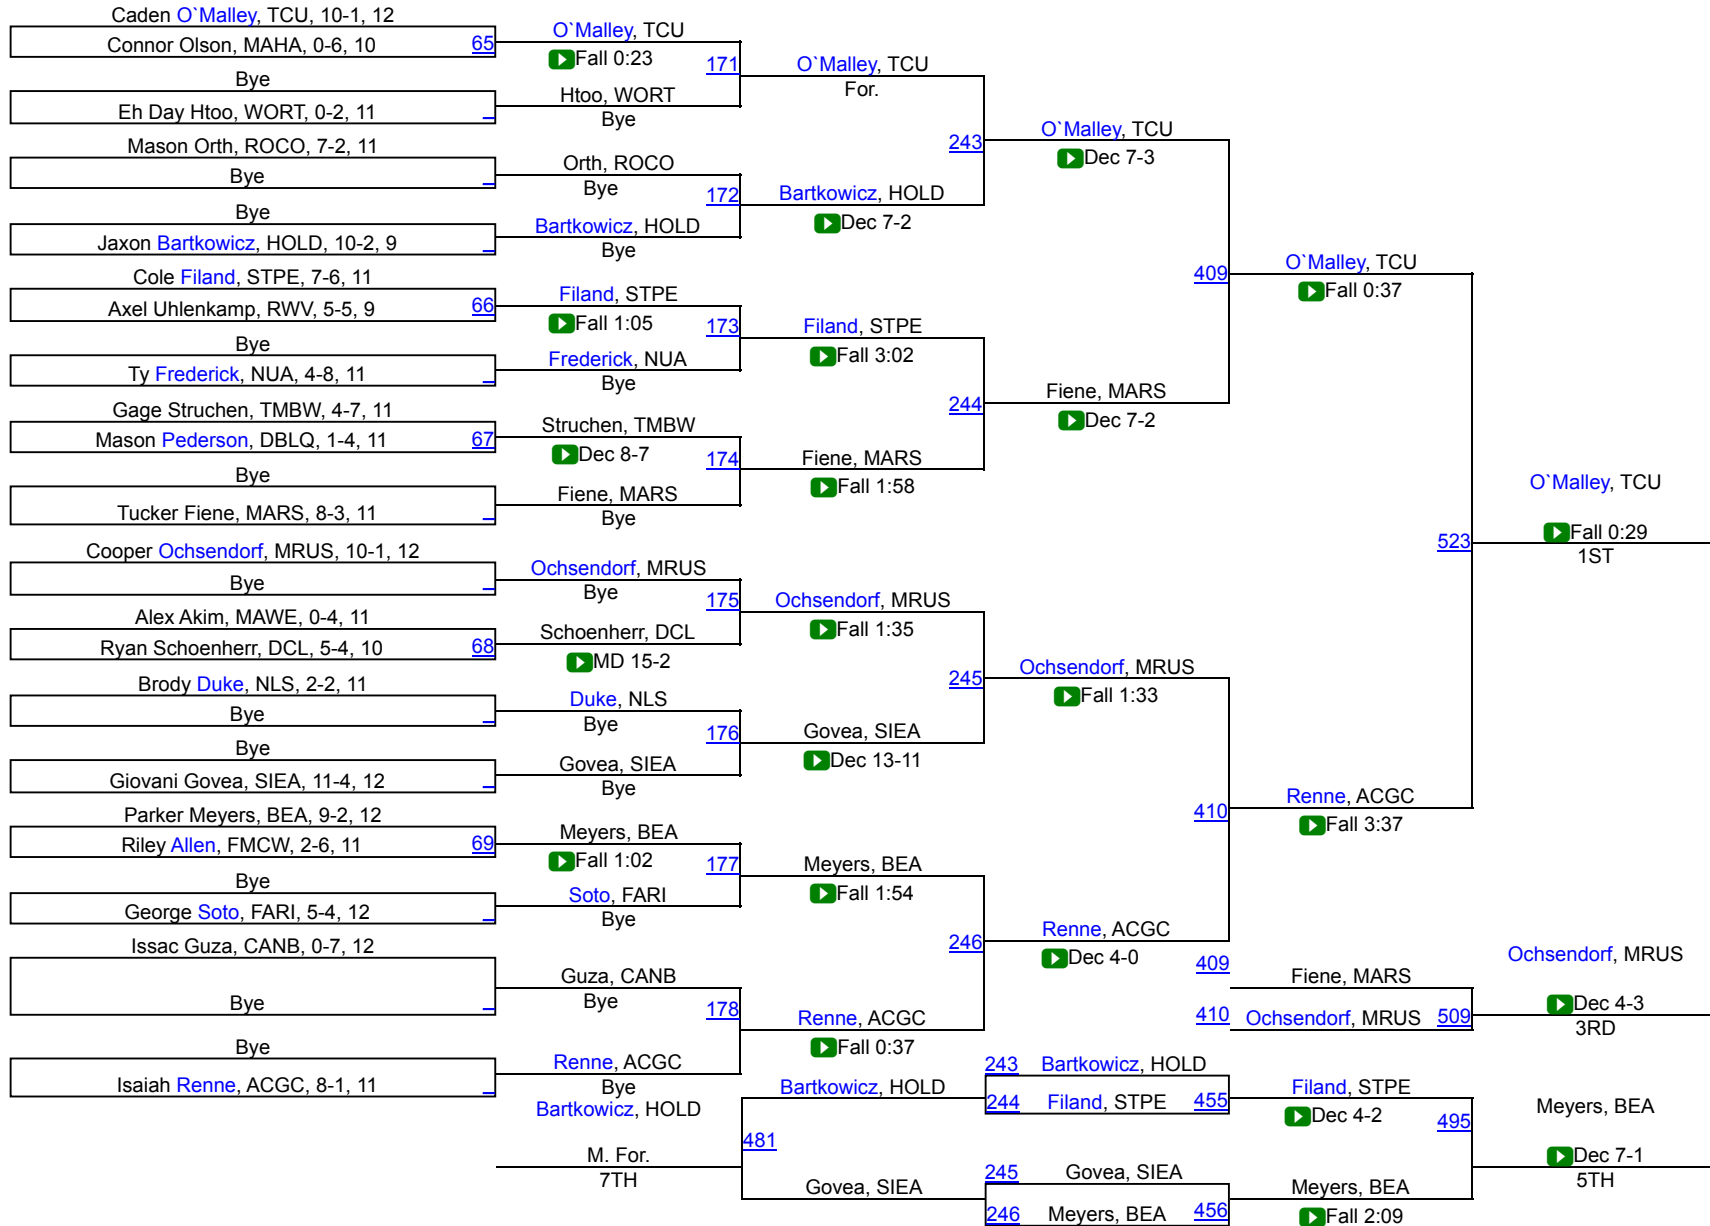 Caden O`Malley, TCU, 10-1, 12
Connor Olson, MAHA, 0-6, 10 65
Bye
Eh Day Htoo, WORT, 0-2, 11
Mason Orth, ROCO, 7-2, 11
Bye
Bye
Jaxon Bartkowicz, HOLD, 10-2, 9
Cole Filand, STPE, 7-6, 11
Axel Uhlenkamp, RWV, 5-5, 9 66
Bye
Ty Frederick, NUA, 4-8, 11
Gage Struchen, TMBW, 4-7, 11
Mason Pederson, DBLQ, 1-4, 11 67
Bye
Tucker Fiene, MARS, 8-3, 11
Cooper Ochsendorf, MRUS, 10-1, 12
Bye
Alex Akim, MAWE, 0-4, 11
Ryan Schoenherr, DCL, 5-4, 10 68
Brody Duke, NLS, 2-2, 11
Bye
Bye
Giovani Govea, SIEA, 11-4, 12
Parker Meyers, BEA, 9-2, 12
Riley Allen, FMCW, 2-6, 11 69
Bye
George Soto, FARI, 5-4, 12
Issac Guza, CANB, 0-7, 12
Bye
Bye
Isaiah Renne, ACGC, 8-1, 11
O`Malley, TCU
Fall 0:23
171
Htoo, WORT
Bye
Orth, ROCO
Bye
172
Bartkowicz, HOLD
Bye
Filand, STPE
Fall 1:05
173
Frederick, NUA
Bye
Struchen, TMBW
Dec 8-7
174
Fiene, MARS
Bye
Ochsendorf, MRUS
Bye
175
Schoenherr, DCL
MD 15-2
Duke, NLS
Bye
176
Govea, SIEA
Bye
Meyers, BEA
Fall 1:02
177
Soto, FARI
Bye
Guza, CANB
Bye
178
Renne, ACGC
Bye
O`Malley, TCU
For.
243
Bartkowicz, HOLD
Dec 7-2
Filand, STPE
Fall 3:02
244
Fiene, MARS
Fall 1:58
Ochsendorf, MRUS
Fall 1:35
245
Govea, SIEA
Dec 13-11
Meyers, BEA
Fall 1:54
246
Renne, ACGC
Fall 0:37
O`Malley, TCU
Dec 7-3
409
Fiene, MARS
Dec 7-2
Ochsendorf, MRUS
Fall 1:33
410
Renne, ACGC
Dec 4-0
O`Malley, TCU
Fall 0:37
523
Renne, ACGC
Fall 3:37
O`Malley, TCU
Fall 0:29
1ST
409 Fiene, MARS
410 Ochsendorf, MRUS 509
Ochsendorf, MRUS
Dec 4-3
3RD
243 Bartkowicz, HOLD
244 Filand, STPE 455
245 Govea, SIEA
246 Meyers, BEA 456
Filand, STPE
Dec 4-2
495
Meyers, BEA
Fall 2:09
Meyers, BEA
Dec 7-1
5TH
Bartkowicz, HOLD
481
Govea, SIEA
Bartkowicz, HOLD
M. For.
7TH